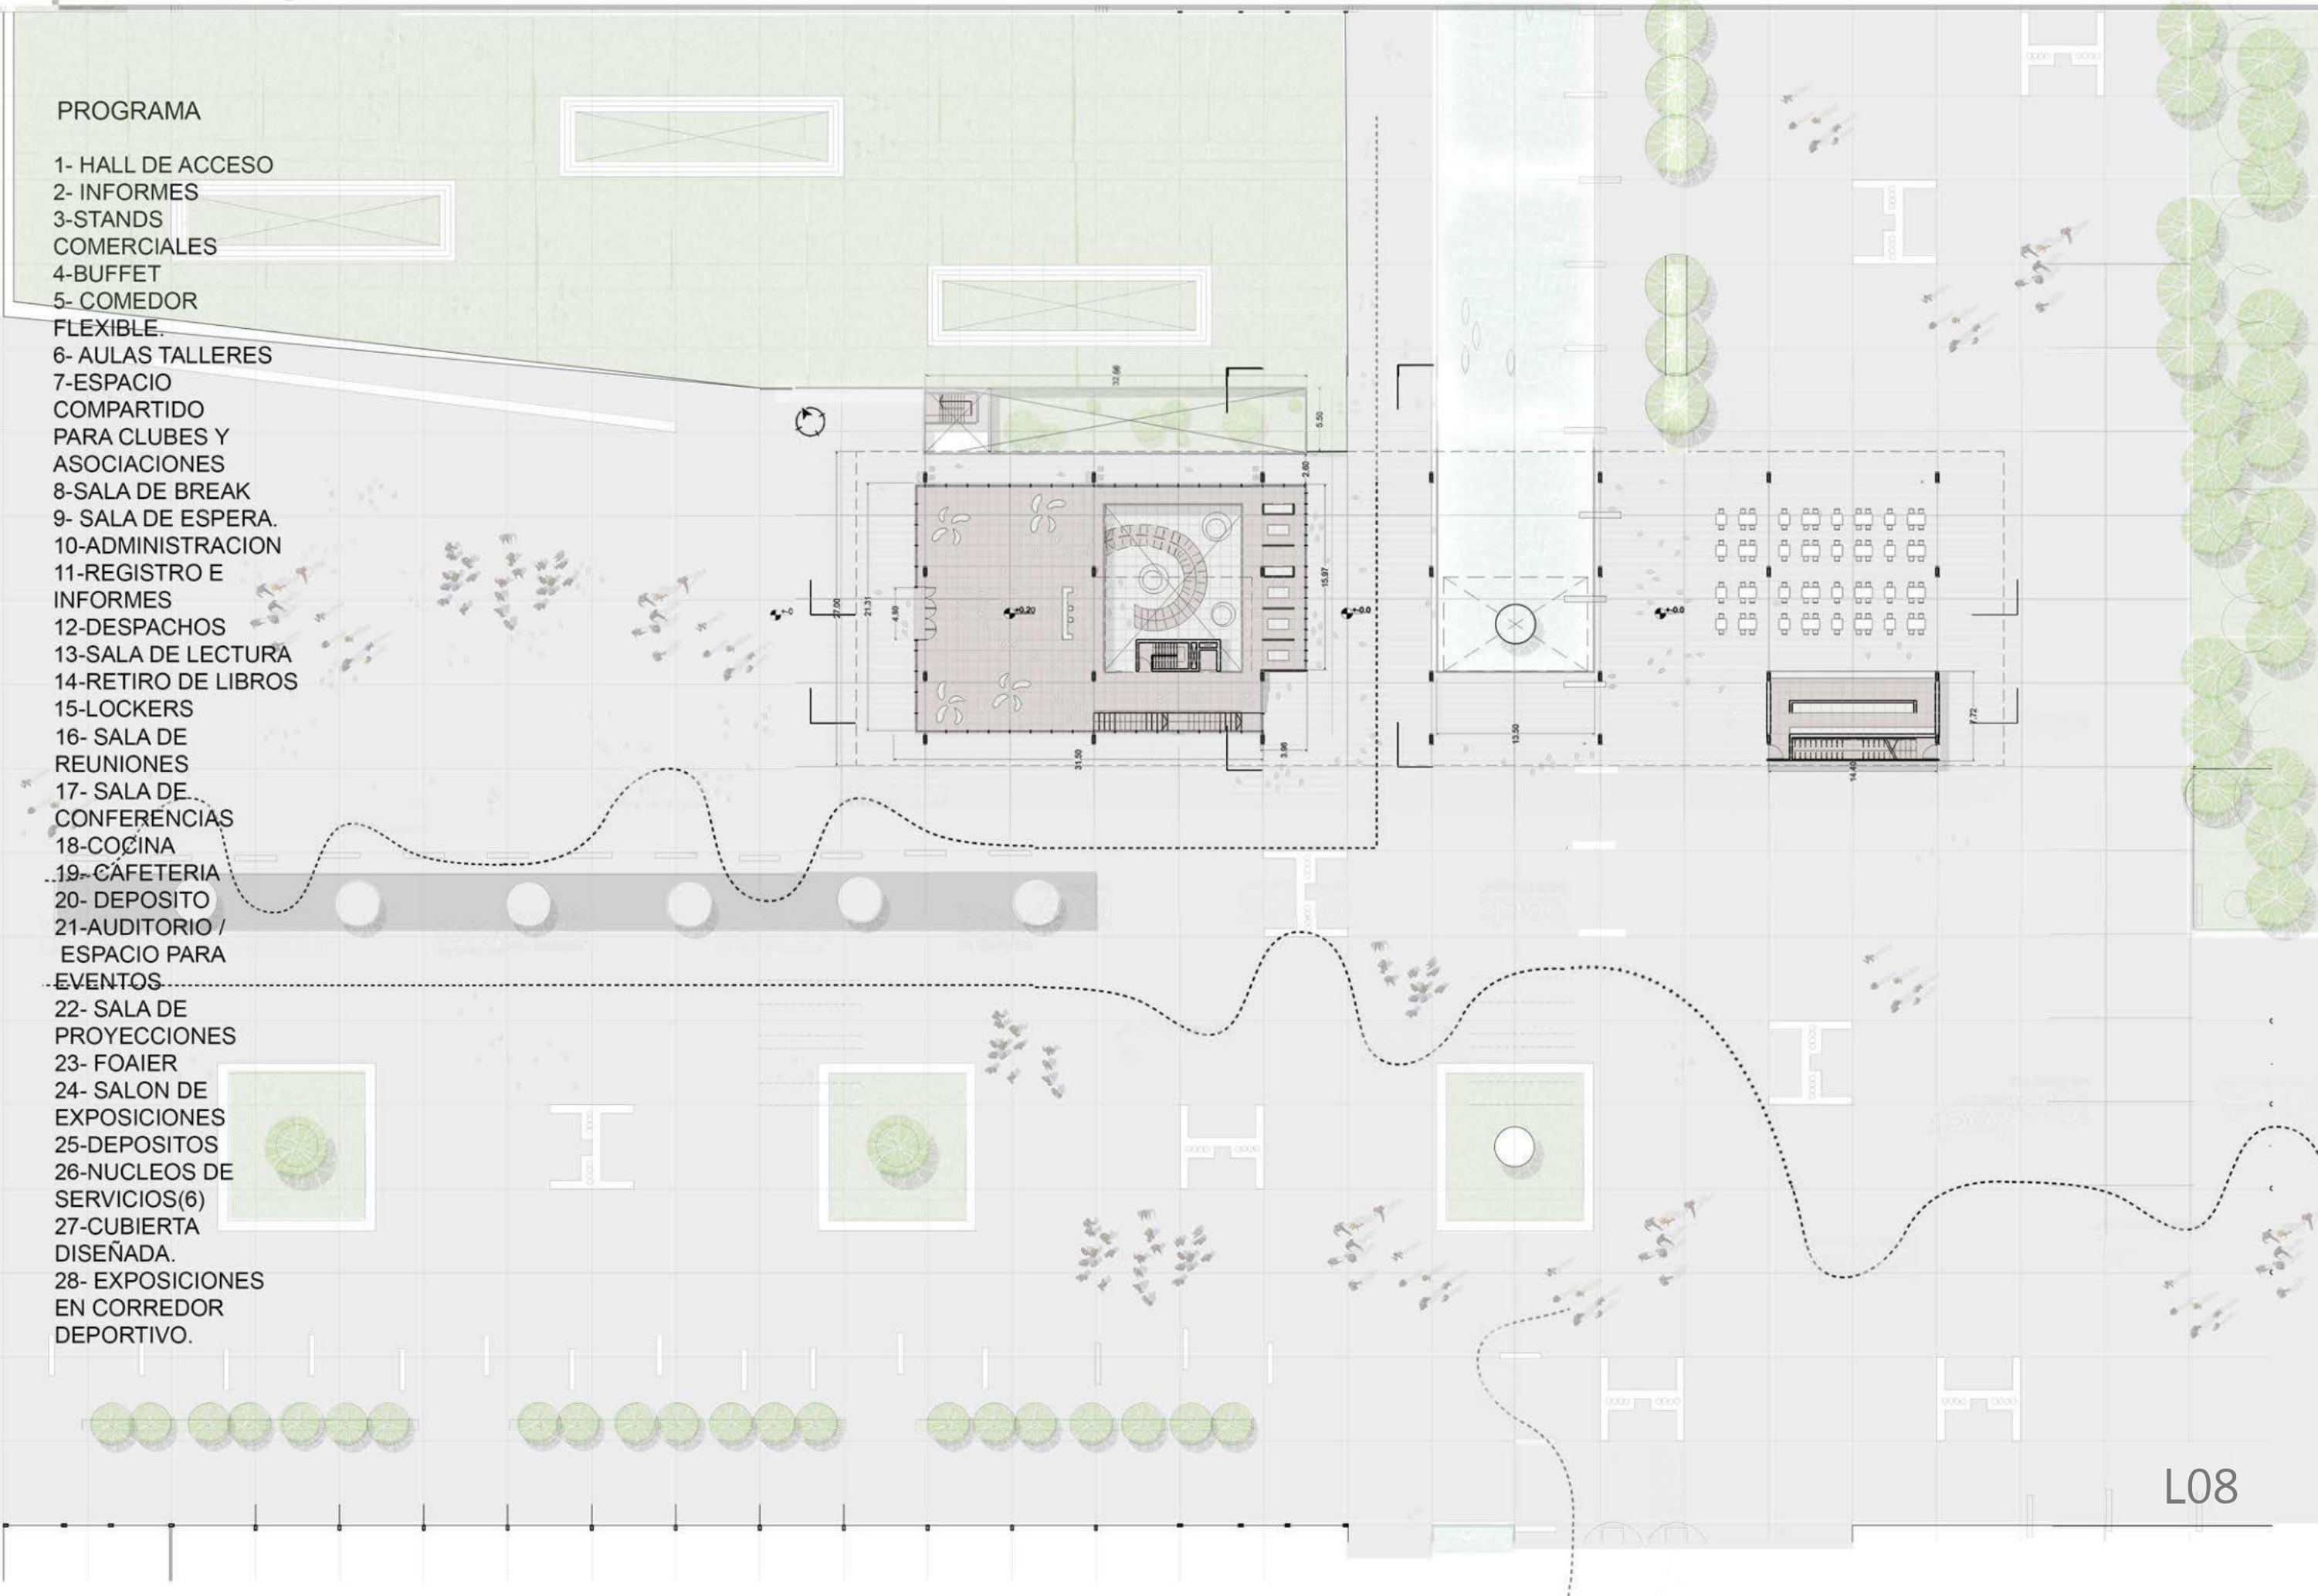 PROGRAMA
1- HALL DE ACCESO
2- INFORMES
3-STANDS
COMERCIALES
4-BUFFET
5- COMEDOR
FLEXIBLE.
6- AULAS TALLERES
7-ESPACIO
COMPARTIDO
PARA CLUBES Y
ASOCIACIONES
8-SALA DE BREAK
9- SALA DE ESPERA.
10-ADMINISTRACION
11-REGISTRO E
INFORMES
12-DESPACHOS
13-SALA DE LECTURA
14-RETIRO DE LIBROS
15-LOCKERS
16- SALA DE
REUNIONES
17- SALA DE
CONFERENCIAS
18-COCINA
19- CAFETERIA
20- DEPOSITO
21-AUDITORIO /
ESPACIO PARA
EVENTOS
22- SALA DE
PROYECCIONES
23- FOAIER
24- SALON DE
EXPOSICIONES
25-DEPOSITOS
26-NUCLEOS DE
SERVICIOS(6)
27-CUBIERTA
DISEÑADA.
28- EXPOSICIONES
EN CORREDOR
DEPORTIVO.
32.66
5.50
2.60
27.00
21.31
4.80
+0.20
15.97
+-0.0
+-0.0
31.50
3.96
13.50
7.72
14.40
L08